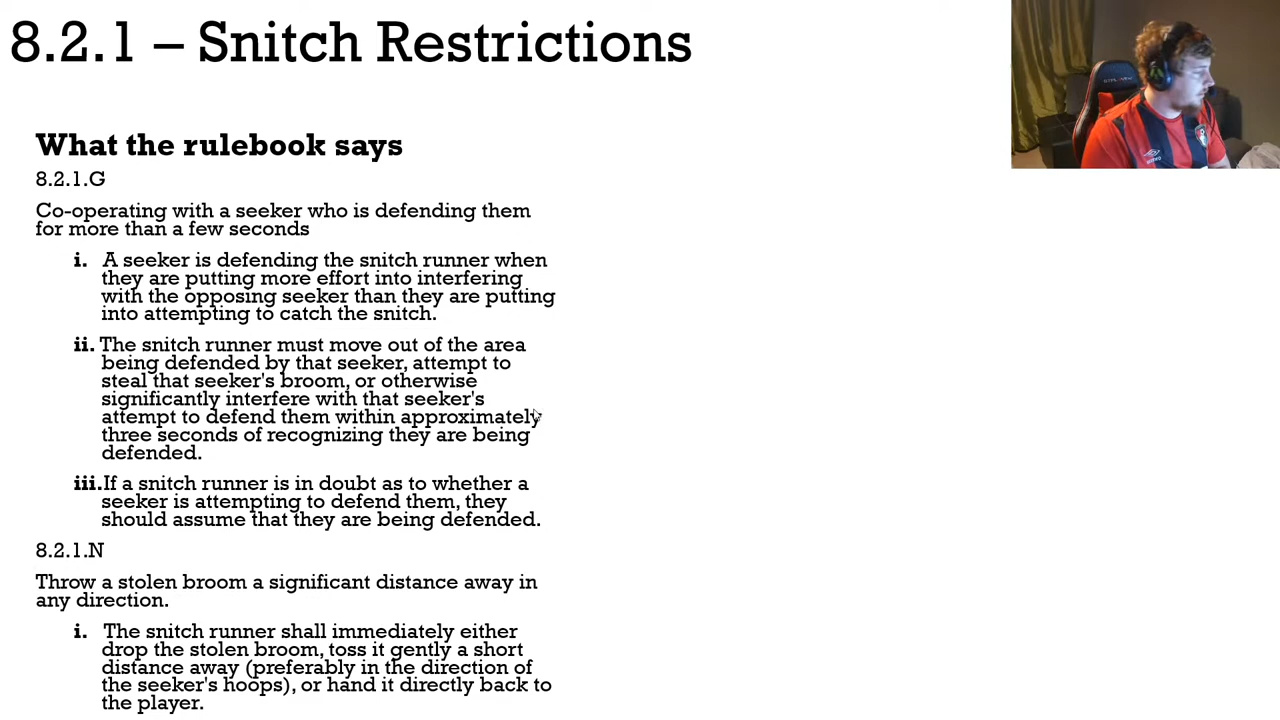 8.2.1 – Snitch Restrictions
What the rulebook says
8.2.1.G
Co-operating with a seeker who is defending them
for more than a few seconds
i. A seeker is defending the snitch runner when
they are putting more effort into interfering
with the opposing seeker than they are putting
into attempting to catch the snitch.
ii. The snitch runner must move out of the area
being defended by that seeker, attempt to
steal that seeker's broom, or otherwise
significantly interfere with that seeker's
attempt to defend them within approximately
three seconds of recognizing they are being
defended.
iii. If a snitch runner is in doubt as to whether a
seeker is attempting to defend them, they
should assume that they are being defended.
8.2.1.N
Throw a stolen broom a significant distance away in
any direction.
i. The snitch runner shall immediately either
drop the stolen broom, toss it gently a short
distance away (preferably in the direction of
the seeker's hoops), or hand it directly back to
the player.